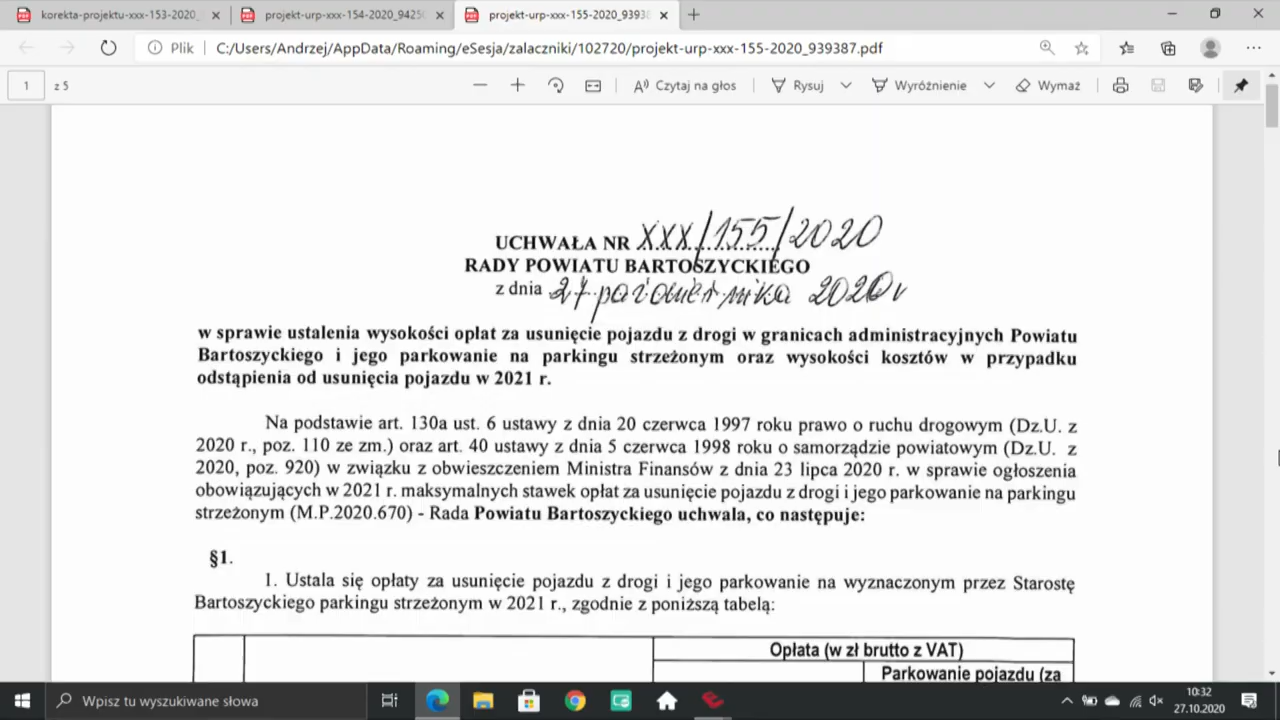 korekta-projektu-xxx-153-2020_
projekt-urp-xxx-154-2020_9425
projekt-urp-xxx-155-2020_9393
Plik
C:/Users/Andrzej/AppData/Roaming/eSesja/zalaczniki/102720/projekt-urp-xxx-155-2020_939387.pdf
1 z 5
Czytaj na głos
Rysuj
Wyróżnienie
Wymaż
UCHWAŁA NR XXX/155/2020
RADY POWIATU BARTOSZYCKIEGO
z dnia 27 października 2020r
w sprawie ustalenia wysokości opłat za usunięcie pojazdu z drogi w granicach administracyjnych Powiatu
Bartoszyckiego i jego parkowanie na parkingu strzeżonym oraz wysokości kosztów w przypadku
odstąpienia od usunięcia pojazdu w 2021 r.
Na podstawie art. 130a ust. 6 ustawy z dnia 20 czerwca 1997 roku prawo o ruchu drogowym (Dz.U. z
2020 r., poz. 110 ze zm.) oraz art. 40 ustawy z dnia 5 czerwca 1998 roku o samorządzie powiatowym (Dz.U. z
2020, poz. 920) w związku z obwieszczeniem Ministra Finansów z dnia 23 lipca 2020 r. w sprawie ogłoszenia
obowiązujących w 2021 r. maksymalnych stawek opłat za usunięcie pojazdu z drogi i jego parkowanie na parkingu
strzeżonym (M.P.2020.670) - Rada Powiatu Bartoszyckiego uchwala, co następuje:
§1.
1. Ustala się opłaty za usunięcie pojazdu z drogi i jego parkowanie na wyznaczonym przez Starostę
Bartoszyckiego parkingu strzeżonym w 2021 r., zgodnie z poniższą tabelą:
Opłata (w zł brutto z VAT)
Parkowanie pojazdu (za
Wpisz tu wyszukiwane słowa
10:32
27.10.2020